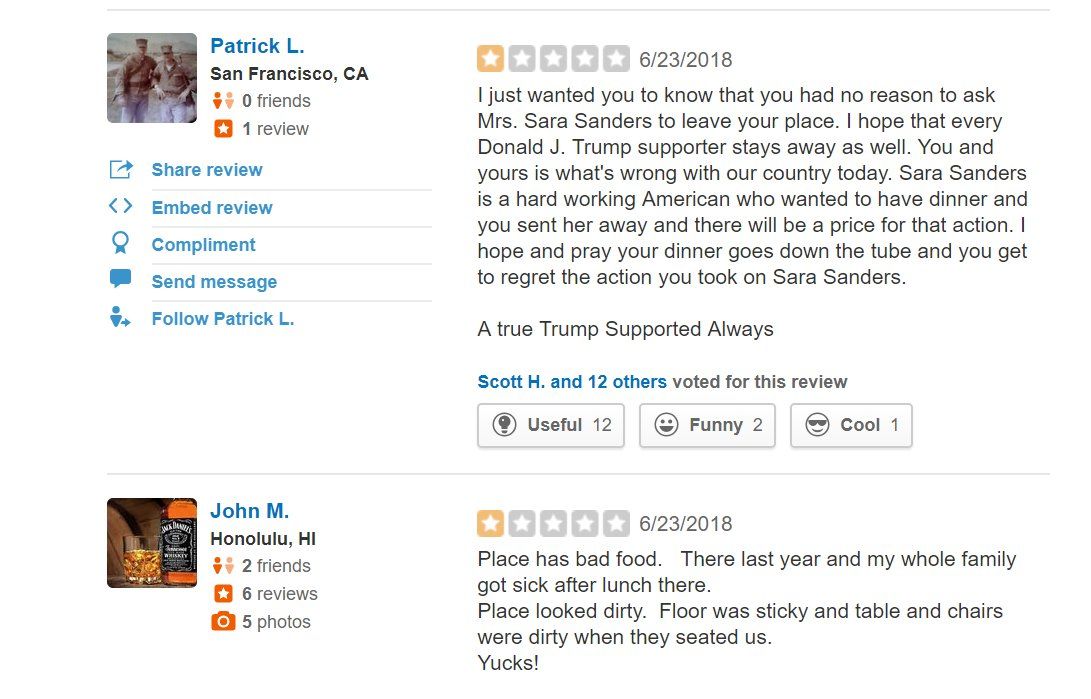 Patrick L.
San Francisco, CA
0 friends
1 review
Share review
Embed review
Compliment
Send message
Follow Patrick L.
6/23/2018
I just wanted you to know that you had no reason to ask
Mrs. Sara Sanders to leave your place. I hope that every
Donald J. Trump supporter stays away as well. You and
yours is what's wrong with our country today. Sara Sanders
is a hard working American who wanted to have dinner and
you sent her away and there will be a price for that action. I
hope and pray your dinner goes down the tube and you get
to regret the action you took on Sara Sanders.
A true Trump Supported Always
Scott H. and 12 others voted for this review
Useful 12
Funny 2
Cool 1
John M.
Honolulu, HI
2 friends
6 reviews
5 photos
JACK DANIEL'S
Tennessee
WHISKEY
6/23/2018
Place has bad food.   There last year and my whole family
got sick after lunch there.
Place looked dirty.  Floor was sticky and table and chairs
were dirty when they seated us.
Yucks!